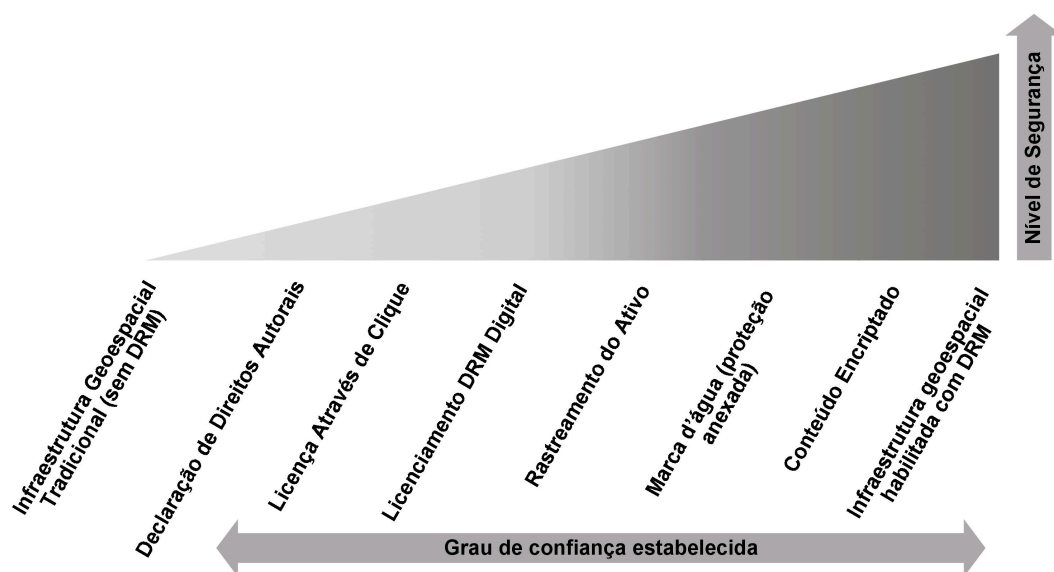 Nível de Segurança
Infraestrutura Geoespacial
Tradicional (sem DRM)
Declaração de Direitos Autorais
Licença Através de Clique
Licenciamento DRM Digital
Rastreamento do Ativo
Marca d'água (proteção
anexada)
Conteúdo Encriptado
Infraestrutura geoespacial
habilitada com DRM
Grau de confiança estabelecida